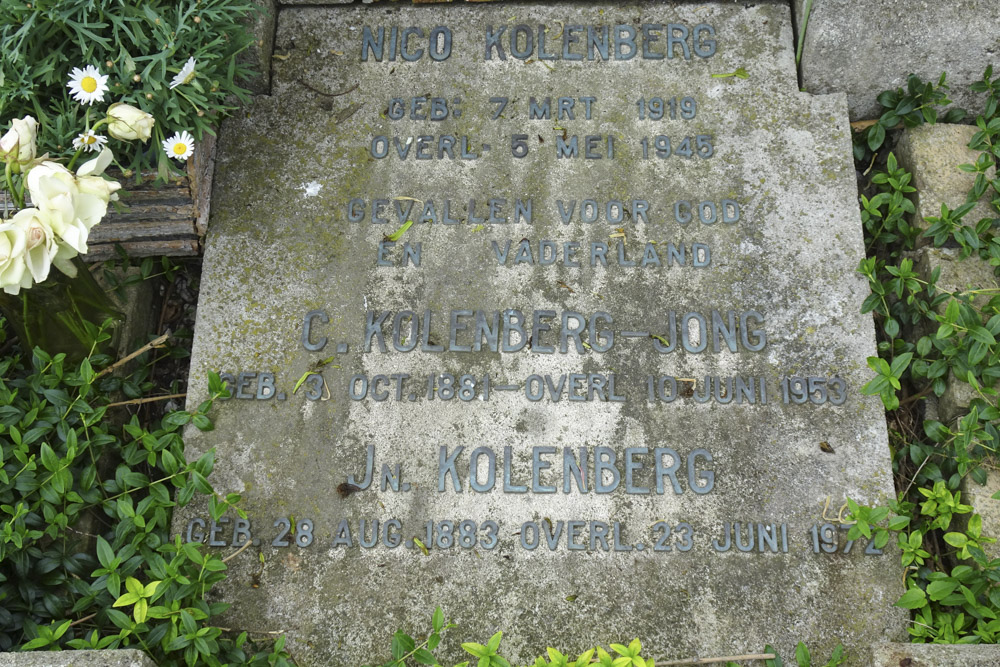 NICO KOLENBERG
GEB: 7 MRT 1919
OVERL- 5 MEI 1945
GEVALLEN VOOR GOD
EN VADERLAND
C. KOLENBERG-JONG
GEB. 3 OCT. 1881-OVERL 10 JUNI 1953
JN. KOLENBERG
GEB. 28 AUG. 1883 OVERL. 23 JUNI 1972